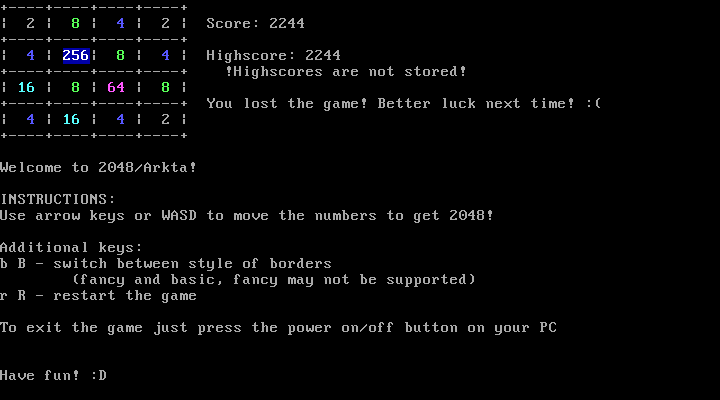 +----+----+----+----+
¦  2 ¦  8 ¦  4 ¦  2 ¦  Score: 2244
+----+----+----+----+
¦  4 ¦ 256¦  8 ¦  4 ¦  Highscore: 2244
+----+----+----+----+    !Highscores are not stored!
¦ 16 ¦  8 ¦ 64 ¦  8 ¦
+----+----+----+----+  You lost the game! Better luck next time! :(
¦  4 ¦ 16 ¦  4 ¦  2 ¦
+----+----+----+----+
Welcome to 2048/Arkta!
INSTRUCTIONS:
Use arrow keys or WASD to move the numbers to get 2048!
Additional keys:
b B - switch between style of borders
(fancy and basic, fancy may not be supported)
r R - restart the game
To exit the game just press the power on/off button on your PC
Have fun! :D